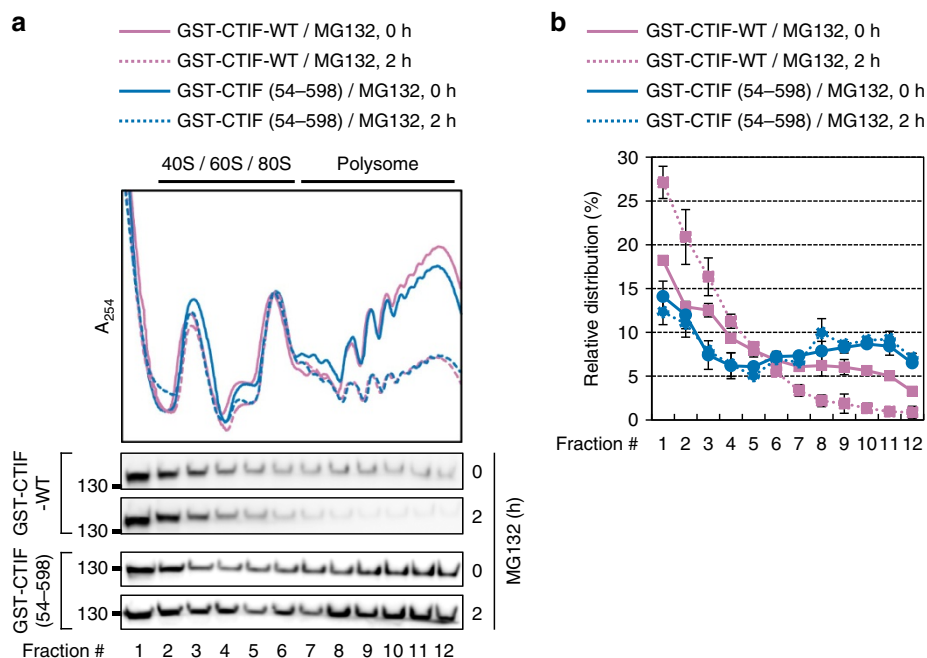 a
GST-CTIF-WT / MG132, 0 h
GST-CTIF-WT / MG132, 2 h
GST-CTIF (54–598) / MG132, 0 h
GST-CTIF (54–598) / MG132, 2 h
40S / 60S / 80S
Polysome
A254
GST-CTIF
-WT
130
0
130
2
GST-CTIF
(54–598)
130
0
130
2
MG132 (h)
Fraction # 1 2 3 4 5 6 7 8 9 10 11 12
b
GST-CTIF-WT / MG132, 0 h
GST-CTIF-WT / MG132, 2 h
GST-CTIF (54–598) / MG132, 0 h
GST-CTIF (54–598) / MG132, 2 h
Relative distribution (%)
30
25
20
15
10
5
0
Fraction # 1 2 3 4 5 6 7 8 9 10 11 12